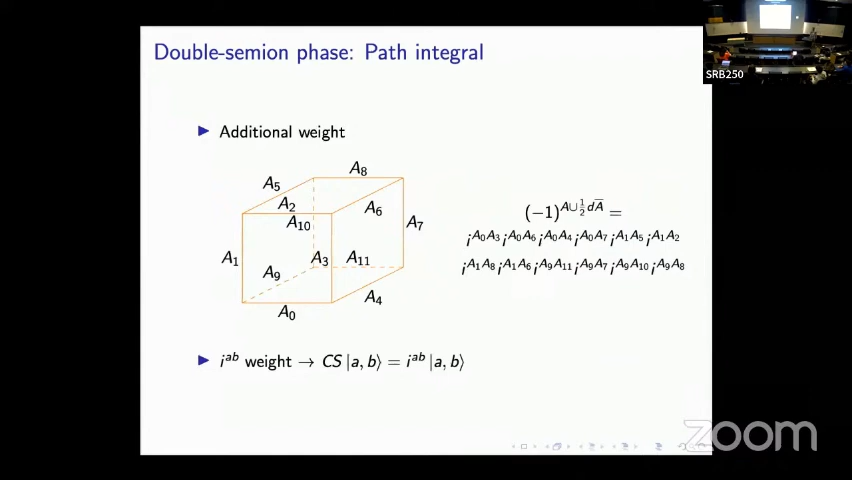 Double-semion phase: Path integral
SRB250
▶ Additional weight
A₈
A₅
A₂
A₆
A₁₀
A₇
A₁
A₃
A₁₁
A₉
A₄
A₀
(−1)^{A∪½dA̅} =
i^{A₀A₃}i^{A₀A₆}i^{A₀A₄}i^{A₀A₇}i^{A₁A₅}i^{A₁A₂}
i^{A₁A₈}i^{A₁A₆}i^{A₉A₁₁}i^{A₉A₇}i^{A₉A₁₀}i^{A₉A₈}
▶ i^{ab} weight → CS |a, b⟩ = i^{ab} |a, b⟩
zoom